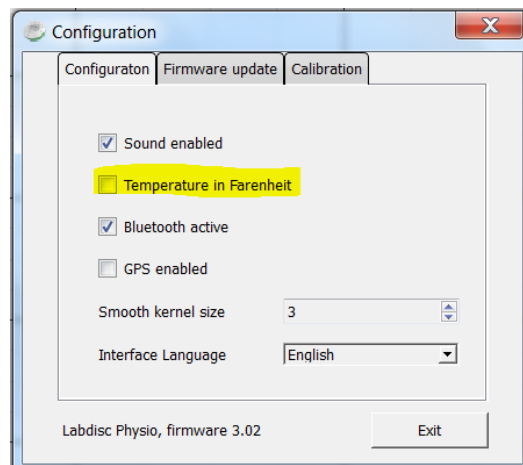 Configuration
Configuraton Firmware update Calibration
Sound enabled
Temperature in Farenheit
Bluetooth active
GPS enabled
Smooth kernel size 3
Interface Language English
Labdisc Physio, firmware 3.02 Exit